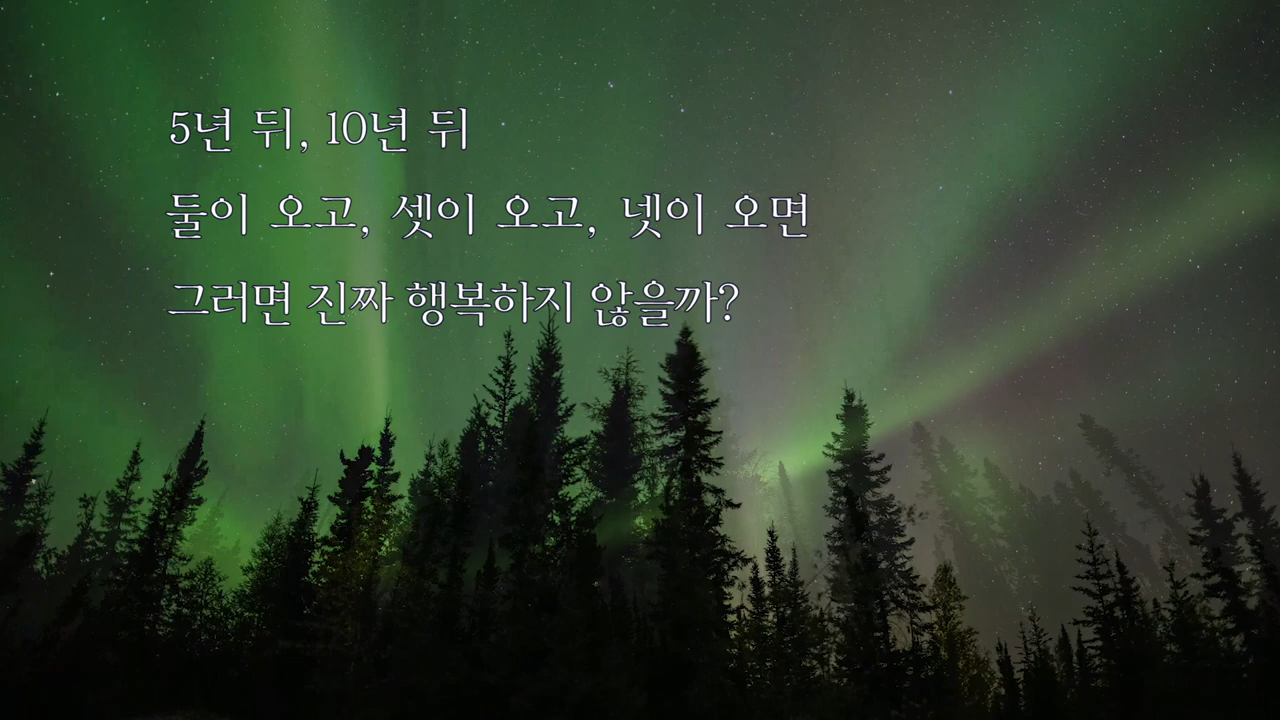 5년 뒤, 10년 뒤
둘이 오고, 셋이 오고, 넷이 오면
그러면 진짜 행복하지 않을까?